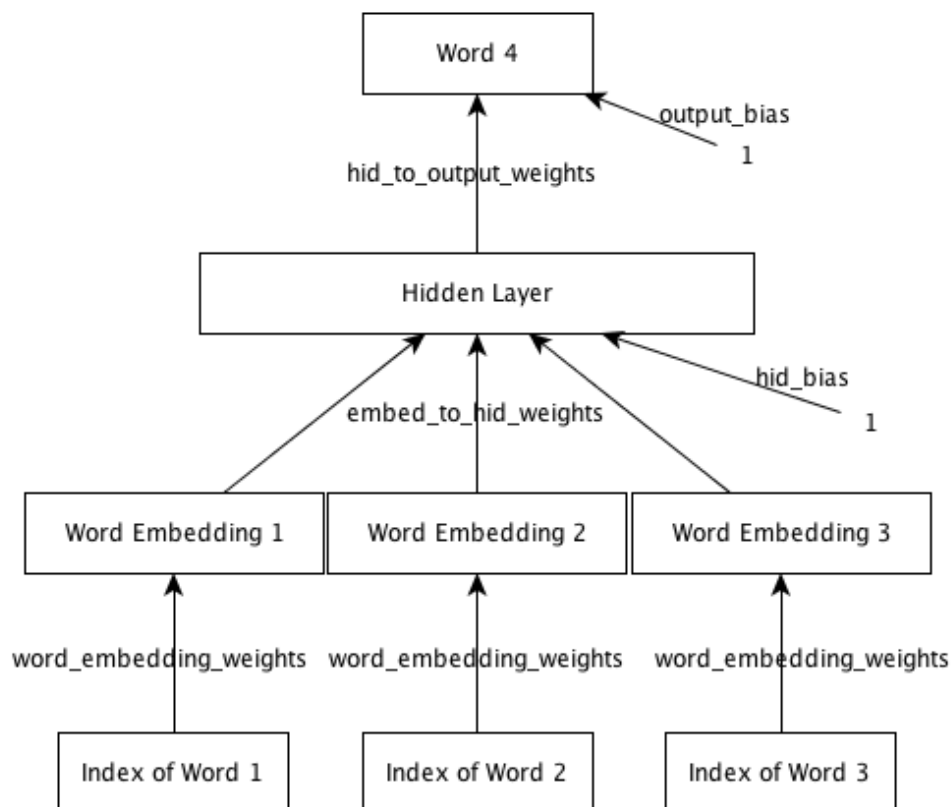 Word 4
output_bias
1
hid_to_output_weights
Hidden Layer
hid_bias
embed_to_hid_weights
1
Word Embedding 1
Word Embedding 2
Word Embedding 3
word_embedding_weights
word_embedding_weights
word_embedding_weights
Index of Word 1
Index of Word 2
Index of Word 3